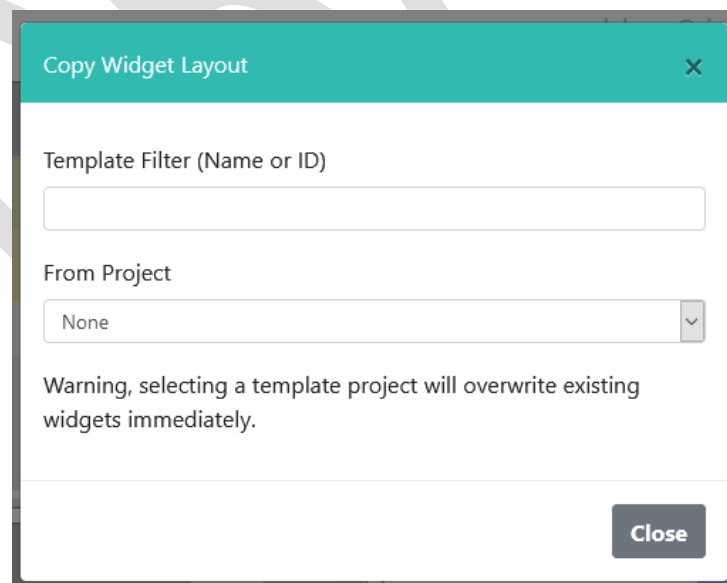 Copy Widget Layout
×
Template Filter (Name or ID)
From Project
None
Warning, selecting a template project will overwrite existing
widgets immediately.
Close